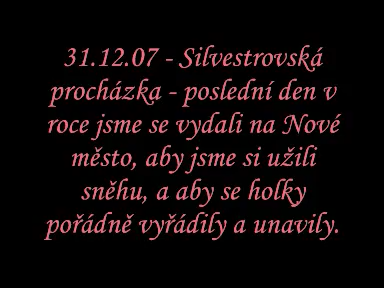 31.12.07 - Silvestrovská
procházka - poslední den v
roce jsme se vydali na Nové
město, aby jsme si užili
sněhu, a aby se holky
pořádně vyřádily a unavily.